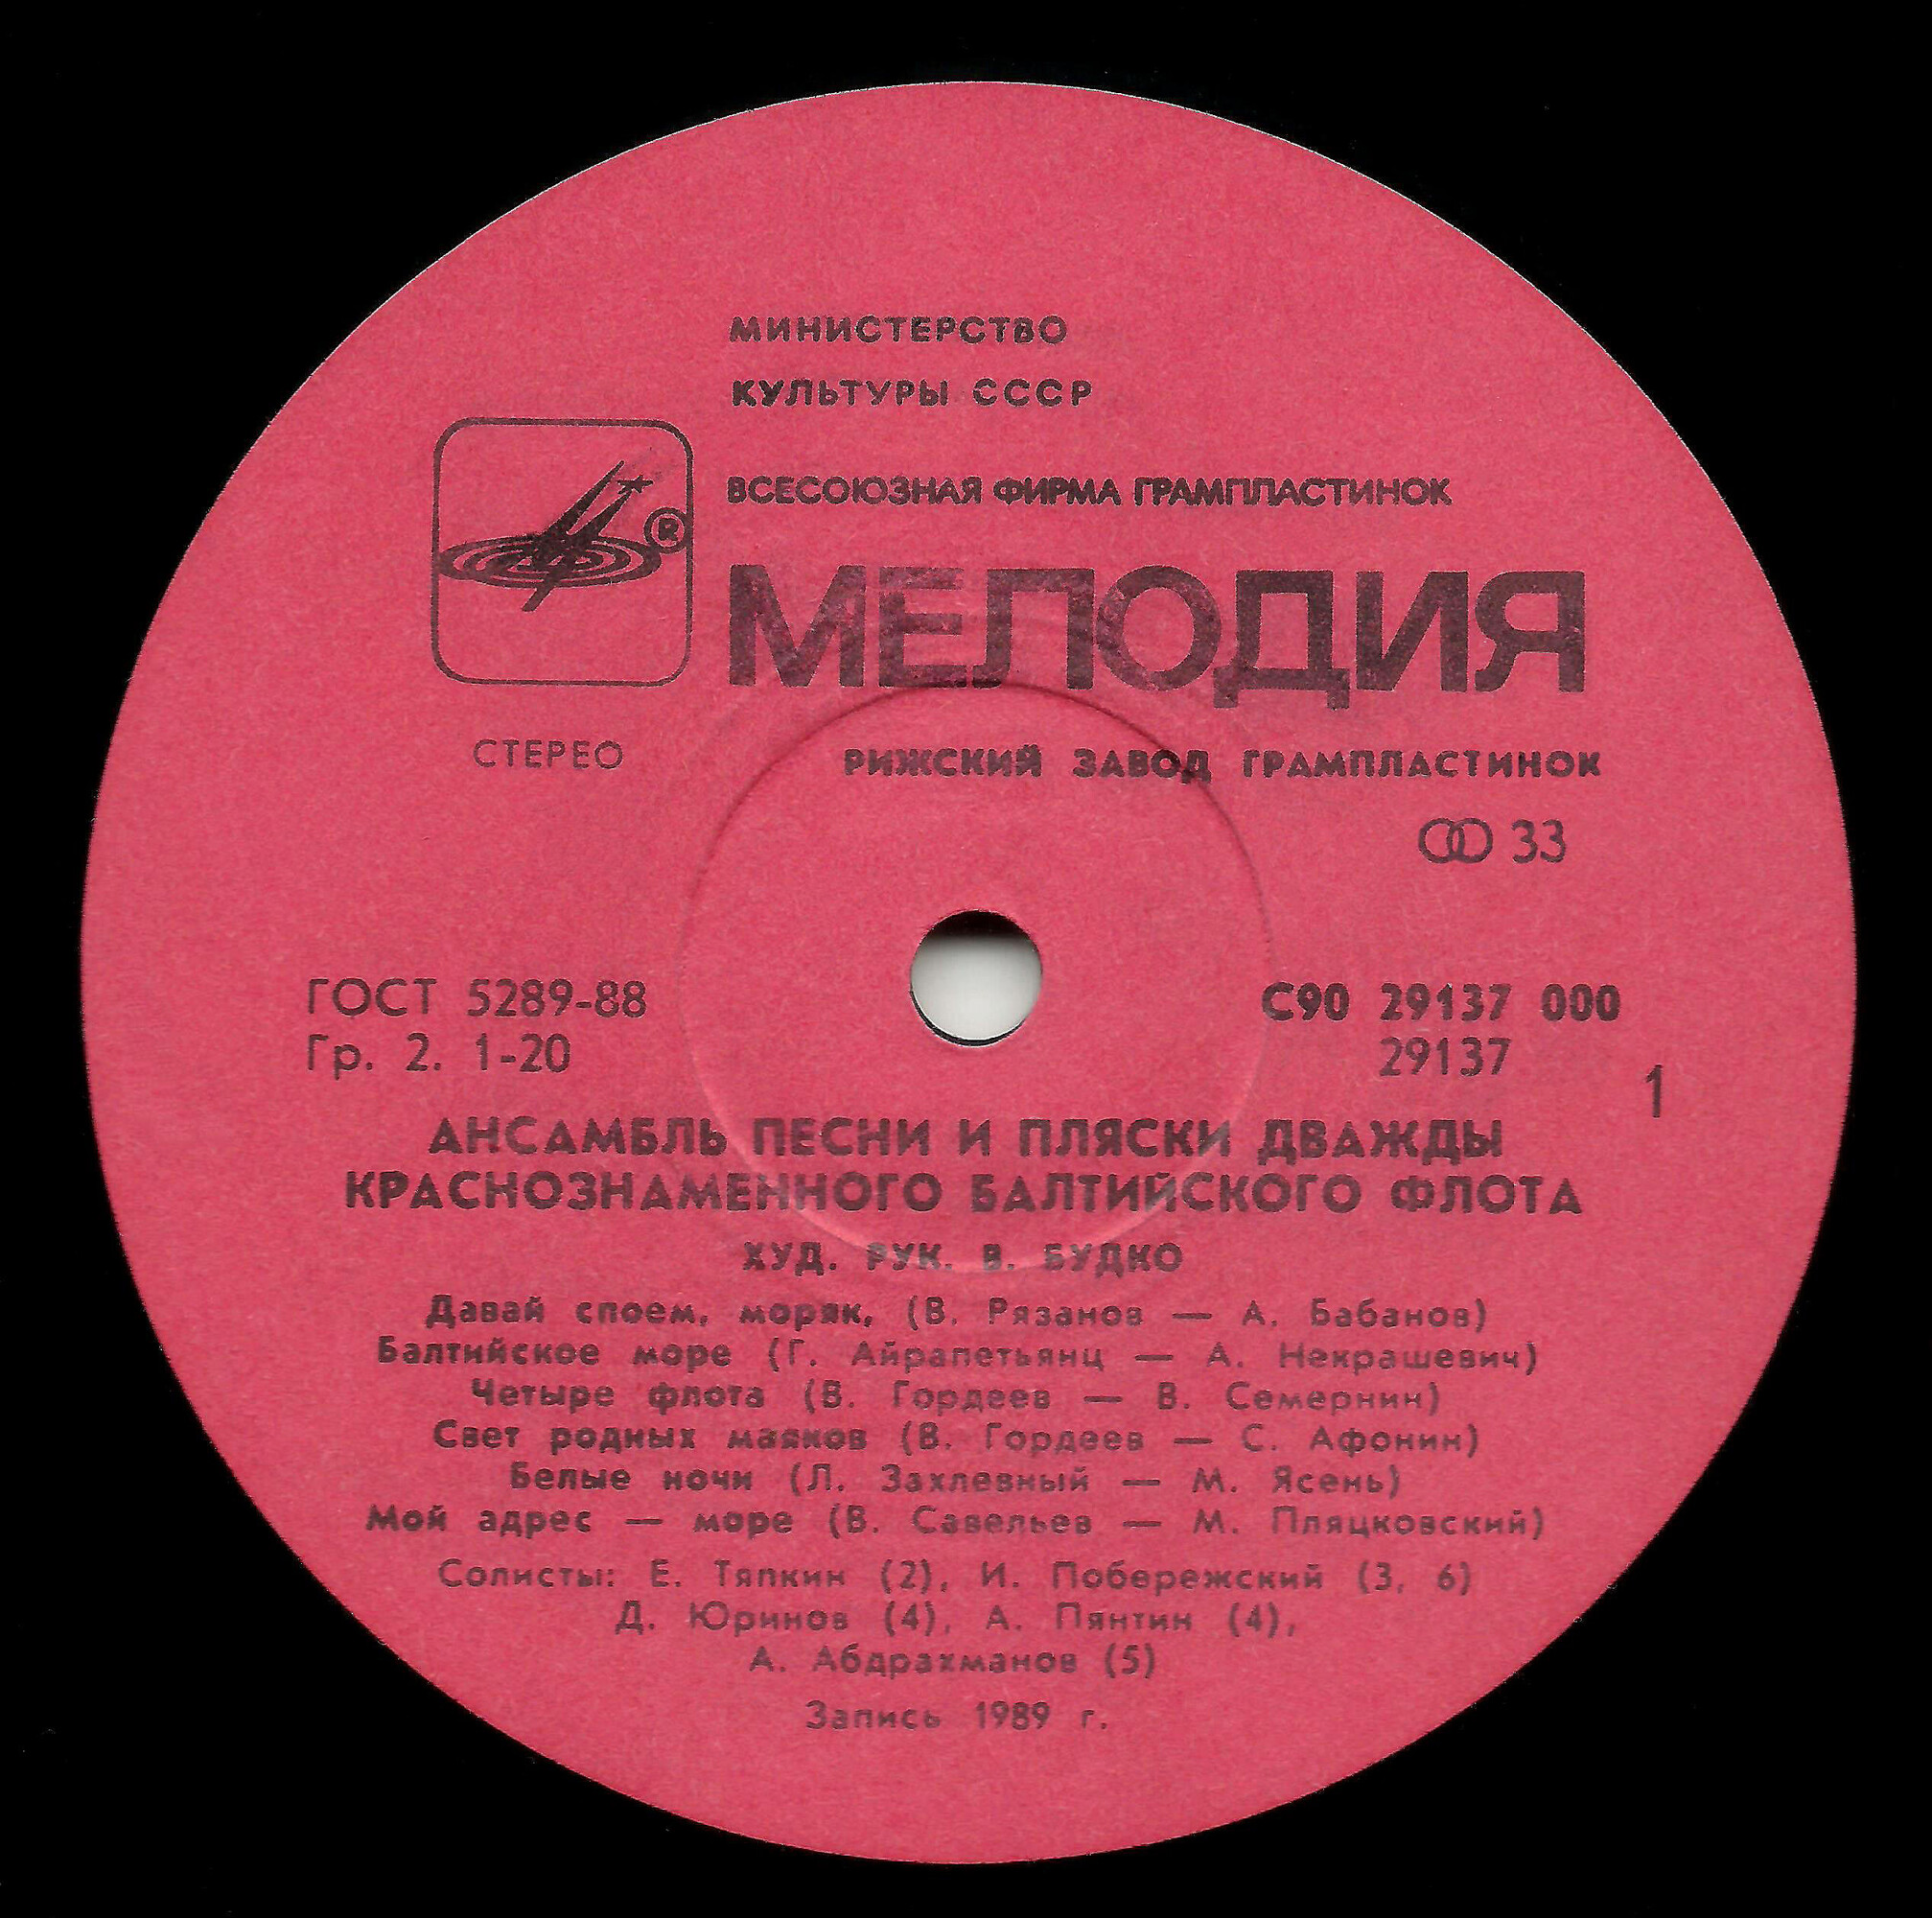 МИНИСТЕРСТВО
КУЛЬТУРЫ СССР
ВСЕСОЮЗНАЯ ФИРМА ГРАМПЛАСТИНОК
®
МЕЛОДИЯ
СТЕРЕО
РИЖСКИЙ ЗАВОД ГРАМПЛАСТИНОК
33
ГОСТ 5289-88
Гр. 2. 1-20
С90 29137 000
29137
1
АНСАМБЛЬ ПЕСНИ И ПЛЯСКИ ДВАЖДЫ
КРАСНОЗНАМЕННОГО БАЛТИЙСКОГО ФЛОТА
ХУД. РУК. В. БУДКО
Давай споем, моряк, (В. Рязанов — А. Бабанов)
Балтийское море (Г. Айрапетьянц — А. Некрашевич)
Четыре флота (В. Гордеев — В. Семернин)
Свет родных маяков (В. Гордеев — С. Афонин)
Белые ночи (Л. Захлевный — М. Ясень)
Мой адрес — море (В. Савельев — М. Пляцковский)
Солисты: Е. Тяпкин (2), И. Побережский (3, 6)
Д. Юринов (4), А. Пянтин (4),
А. Абдрахманов (5)
Запись 1989 г.